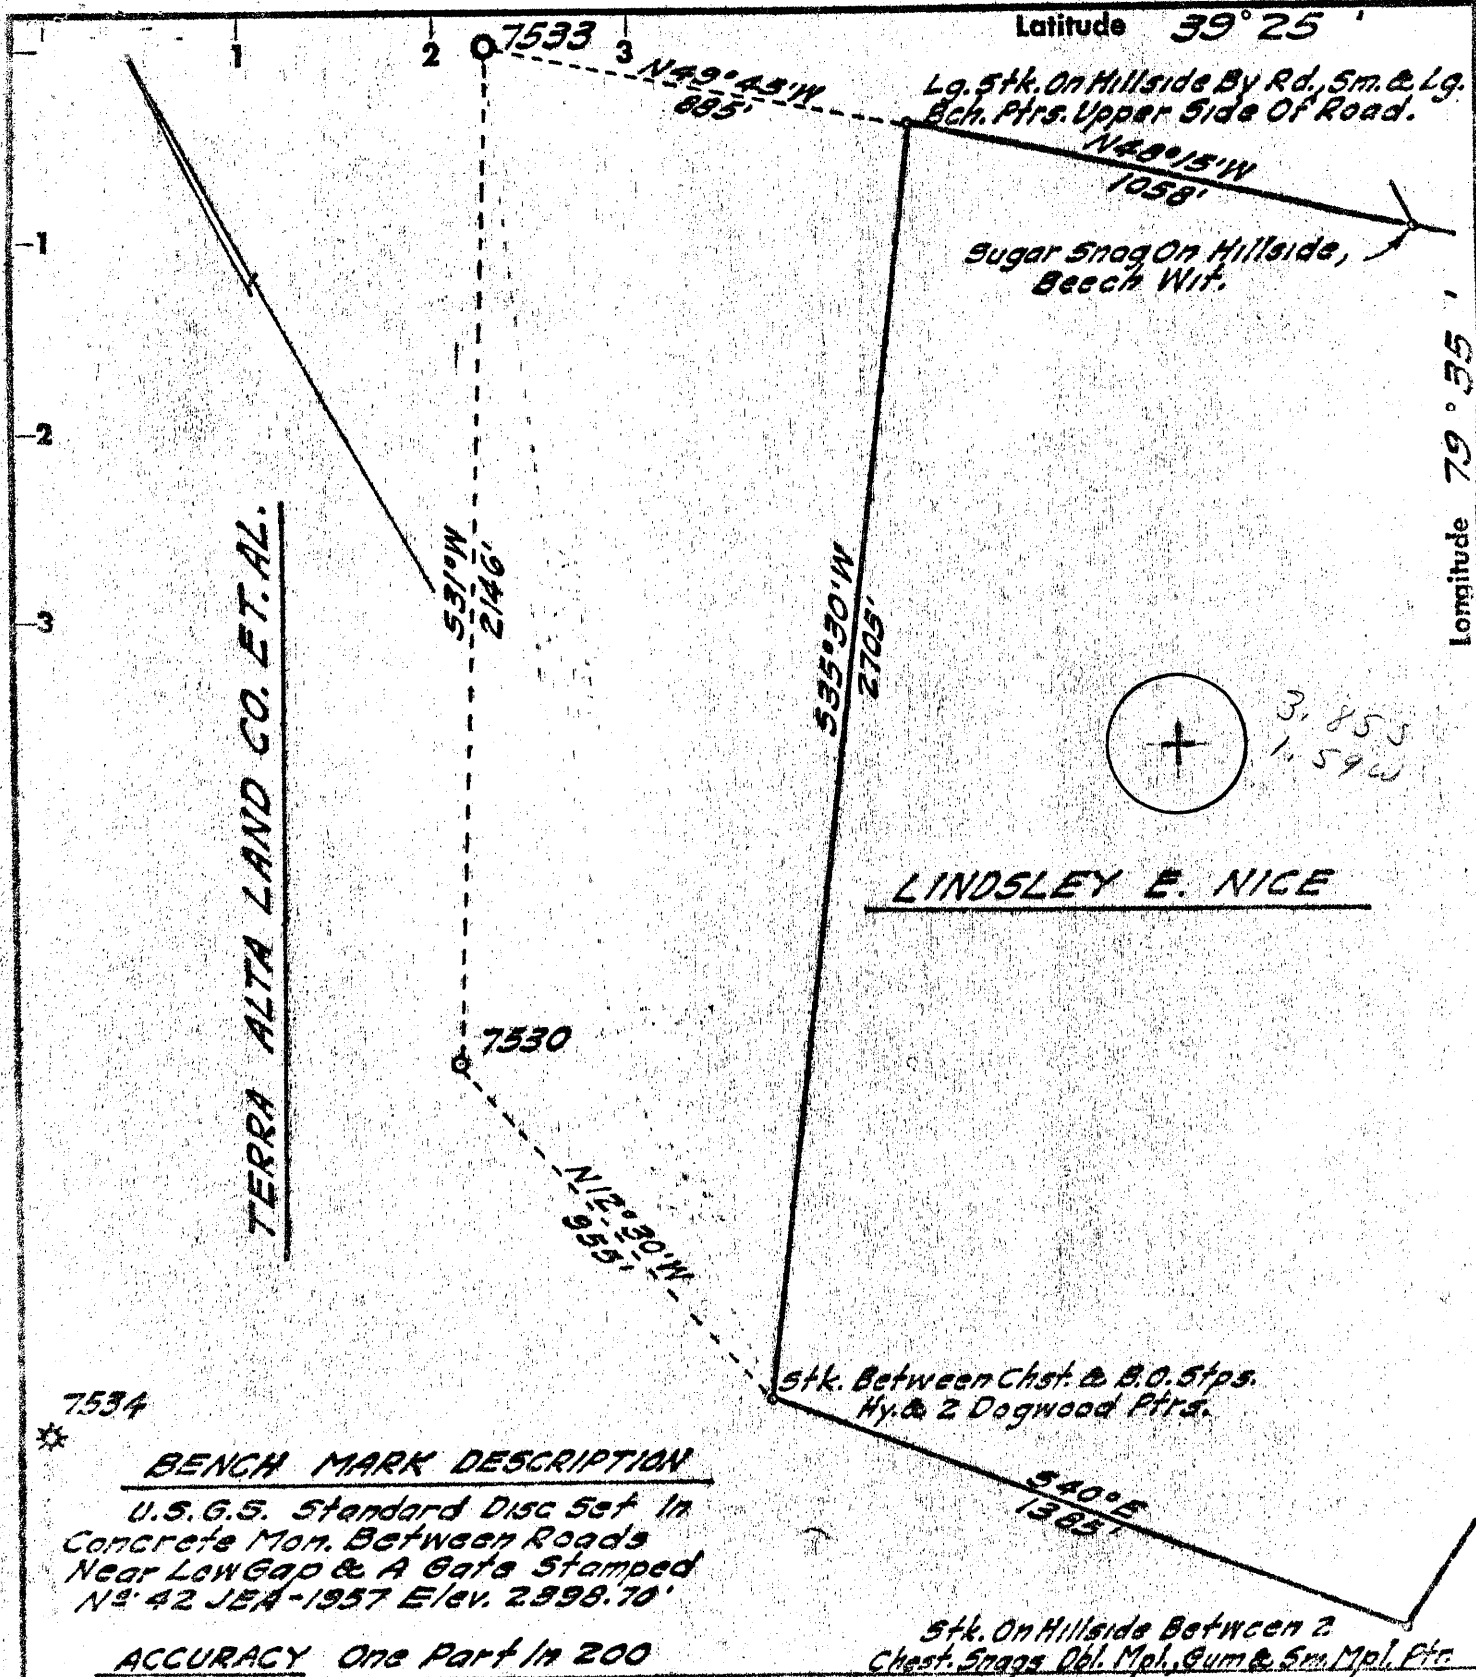 Latitude 39° 25 '
1
2
3
7533
N49°45'W
885'
Lg. Stk. On Hillside By Rd., Sm. & Lg.
Bch. Ptrs. Upper Side Of Road.
N48°15'W
1058'
Sugar Snag On Hillside,
Beech Wit.
-1
-2
-3
Longitude 79° 35 '
S31°W
2146'
S35°30'W
2705'
3.85 S
1.59 W
TERRA ALTA LAND CO. ET. AL.
LINDSLEY E. NICE
7530
N12°30'W
955'
Stk. Between Chst. & B.O. Stps.
Hy. & 2 Dogwood Ptrs.
7534
S40°E
1385'
BENCH MARK DESCRIPTION
U.S.G.S. Standard Disc Set In
Concrete Mon. Between Roads
Near Low Gap & A Gate Stamped
Nº 42 JEA-1957 Elev. 2898.70'
ACCURACY One Part In 200
Stk. On Hillside Between 2
Chest. Snags Dbl. Mpl., Gum & Sm. Mpl. Ptr.